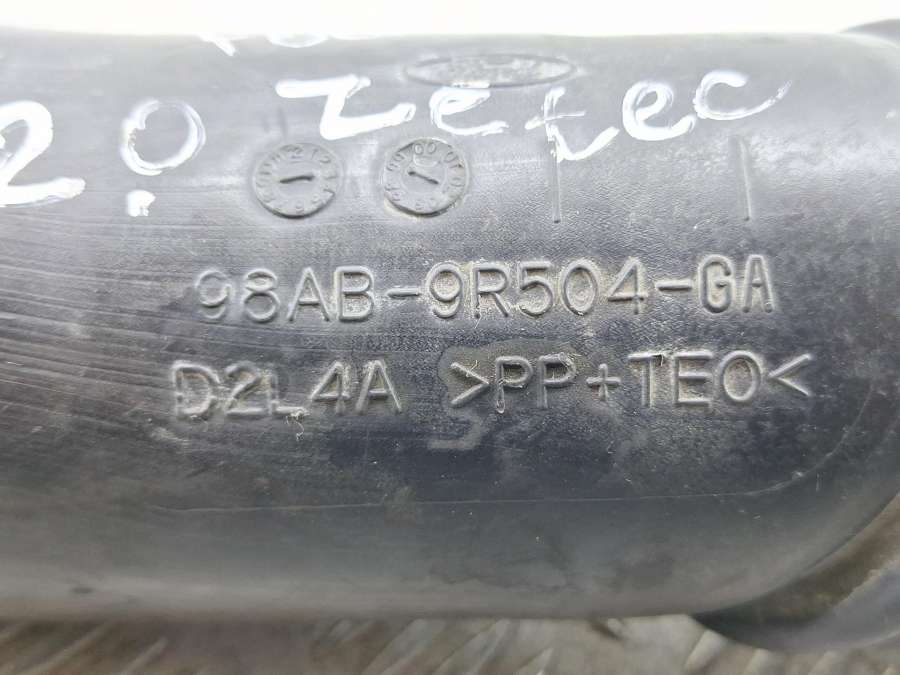 2.0 Zetec
98AB-9R504-GA
D2L4A >PP+TEO<